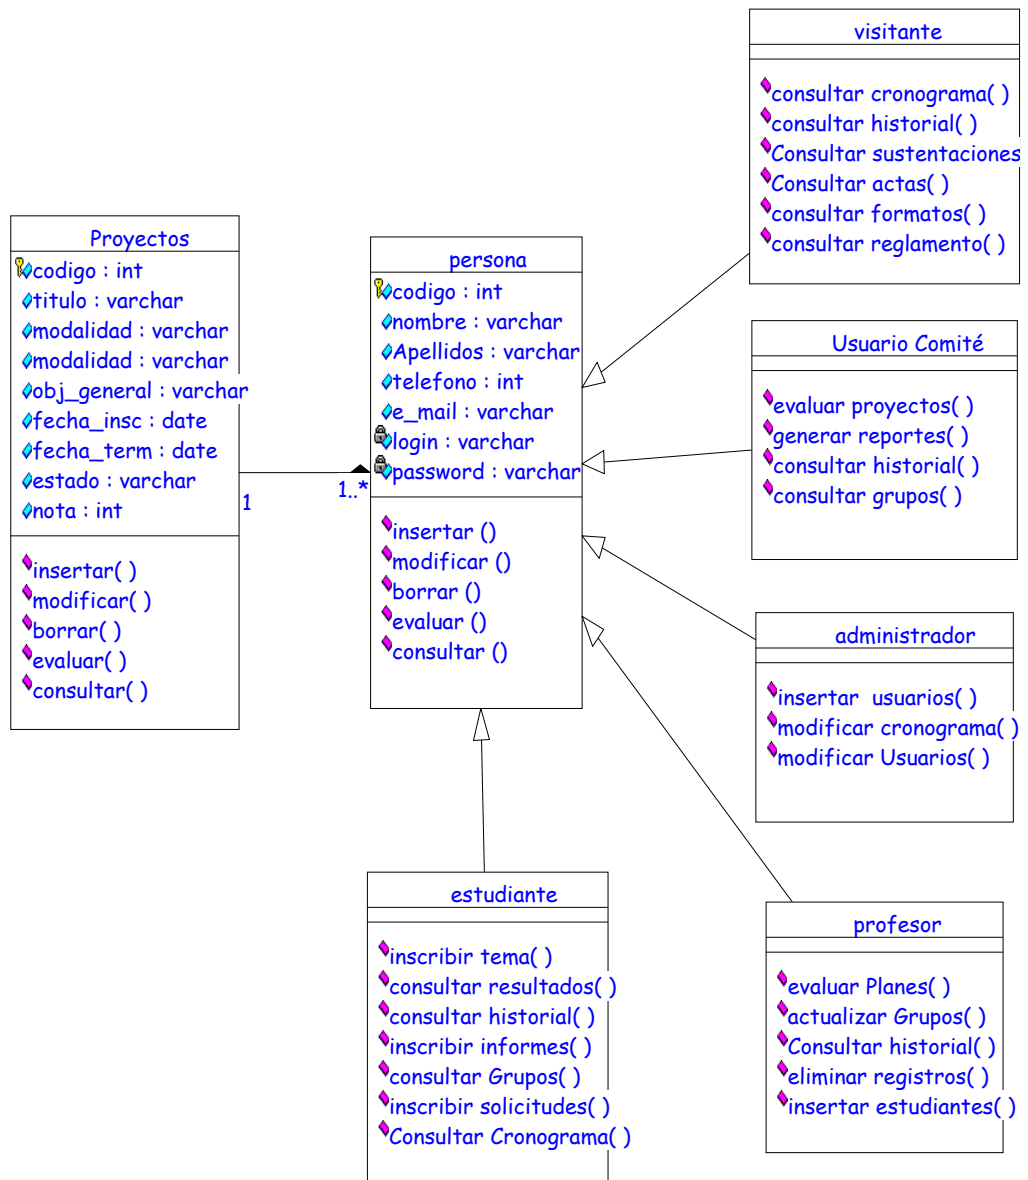 visitante
consultar cronograma( )
consultar historial( )
Consultar sustentaciones
Consultar actas( )
consultar formatos( )
consultar reglamento( )
Proyectos
codigo : int
titulo : varchar
modalidad : varchar
modalidad : varchar
obj_general : varchar
fecha_insc : date
fecha_term : date
estado : varchar
nota : int
insertar( )
modificar( )
borrar( )
evaluar( )
consultar( )
1
1..*
persona
codigo : int
nombre : varchar
Apellidos : varchar
telefono : int
e_mail : varchar
login : varchar
password : varchar
insertar ()
modificar ()
borrar ()
evaluar ()
consultar ()
Usuario Comité
evaluar proyectos( )
generar reportes( )
consultar historial( )
consultar grupos( )
administrador
insertar  usuarios( )
modificar cronograma( )
modificar Usuarios( )
estudiante
inscribir tema( )
consultar resultados( )
consultar historial( )
inscribir informes( )
consultar Grupos( )
inscribir solicitudes( )
Consultar Cronograma( )
profesor
evaluar Planes( )
actualizar Grupos( )
Consultar historial( )
eliminar registros( )
insertar estudiantes( )